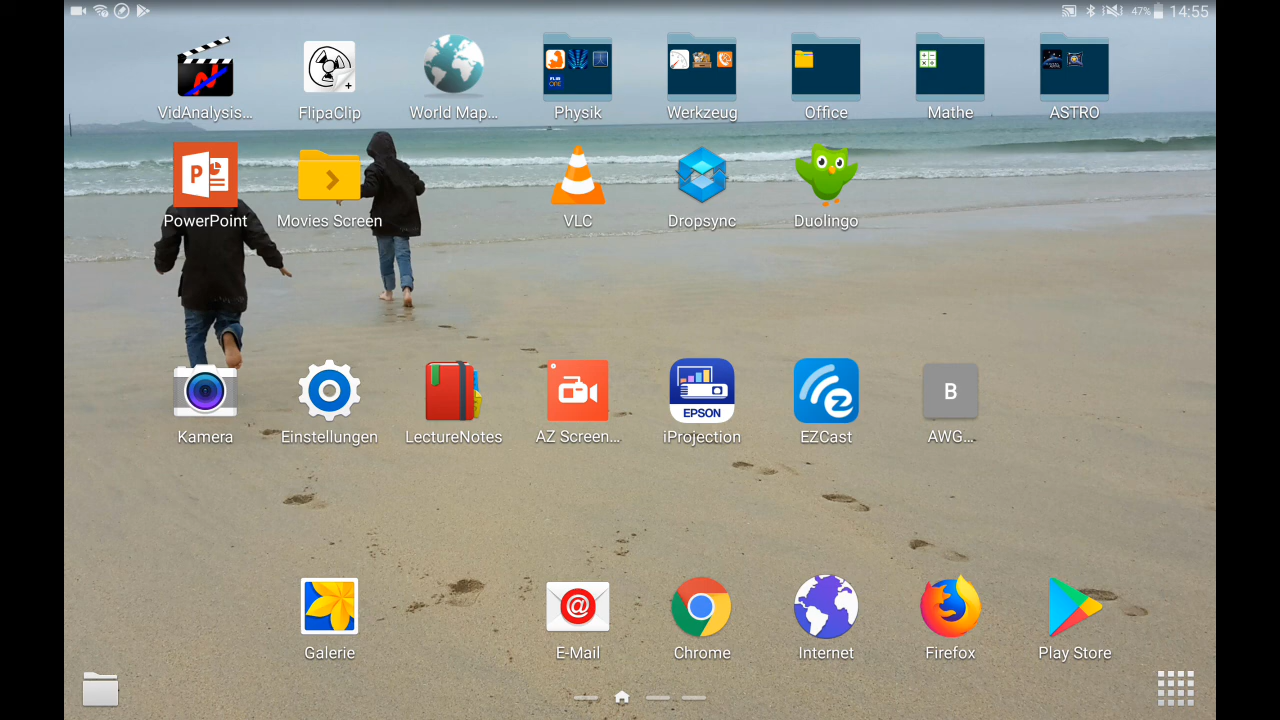 47% 14:55
VidAnalysis...
FlipaClip
World Map...
Physik
Werkzeug
Office
Mathe
ASTRO
P
PowerPoint
Movies Screen
VLC
Dropsync
Duolingo
EPSON
B
Kamera
Einstellungen
LectureNotes
AZ Screen...
iProjection
EZCast
AWG...
@
Galerie
E-Mail
Chrome
Internet
Firefox
Play Store